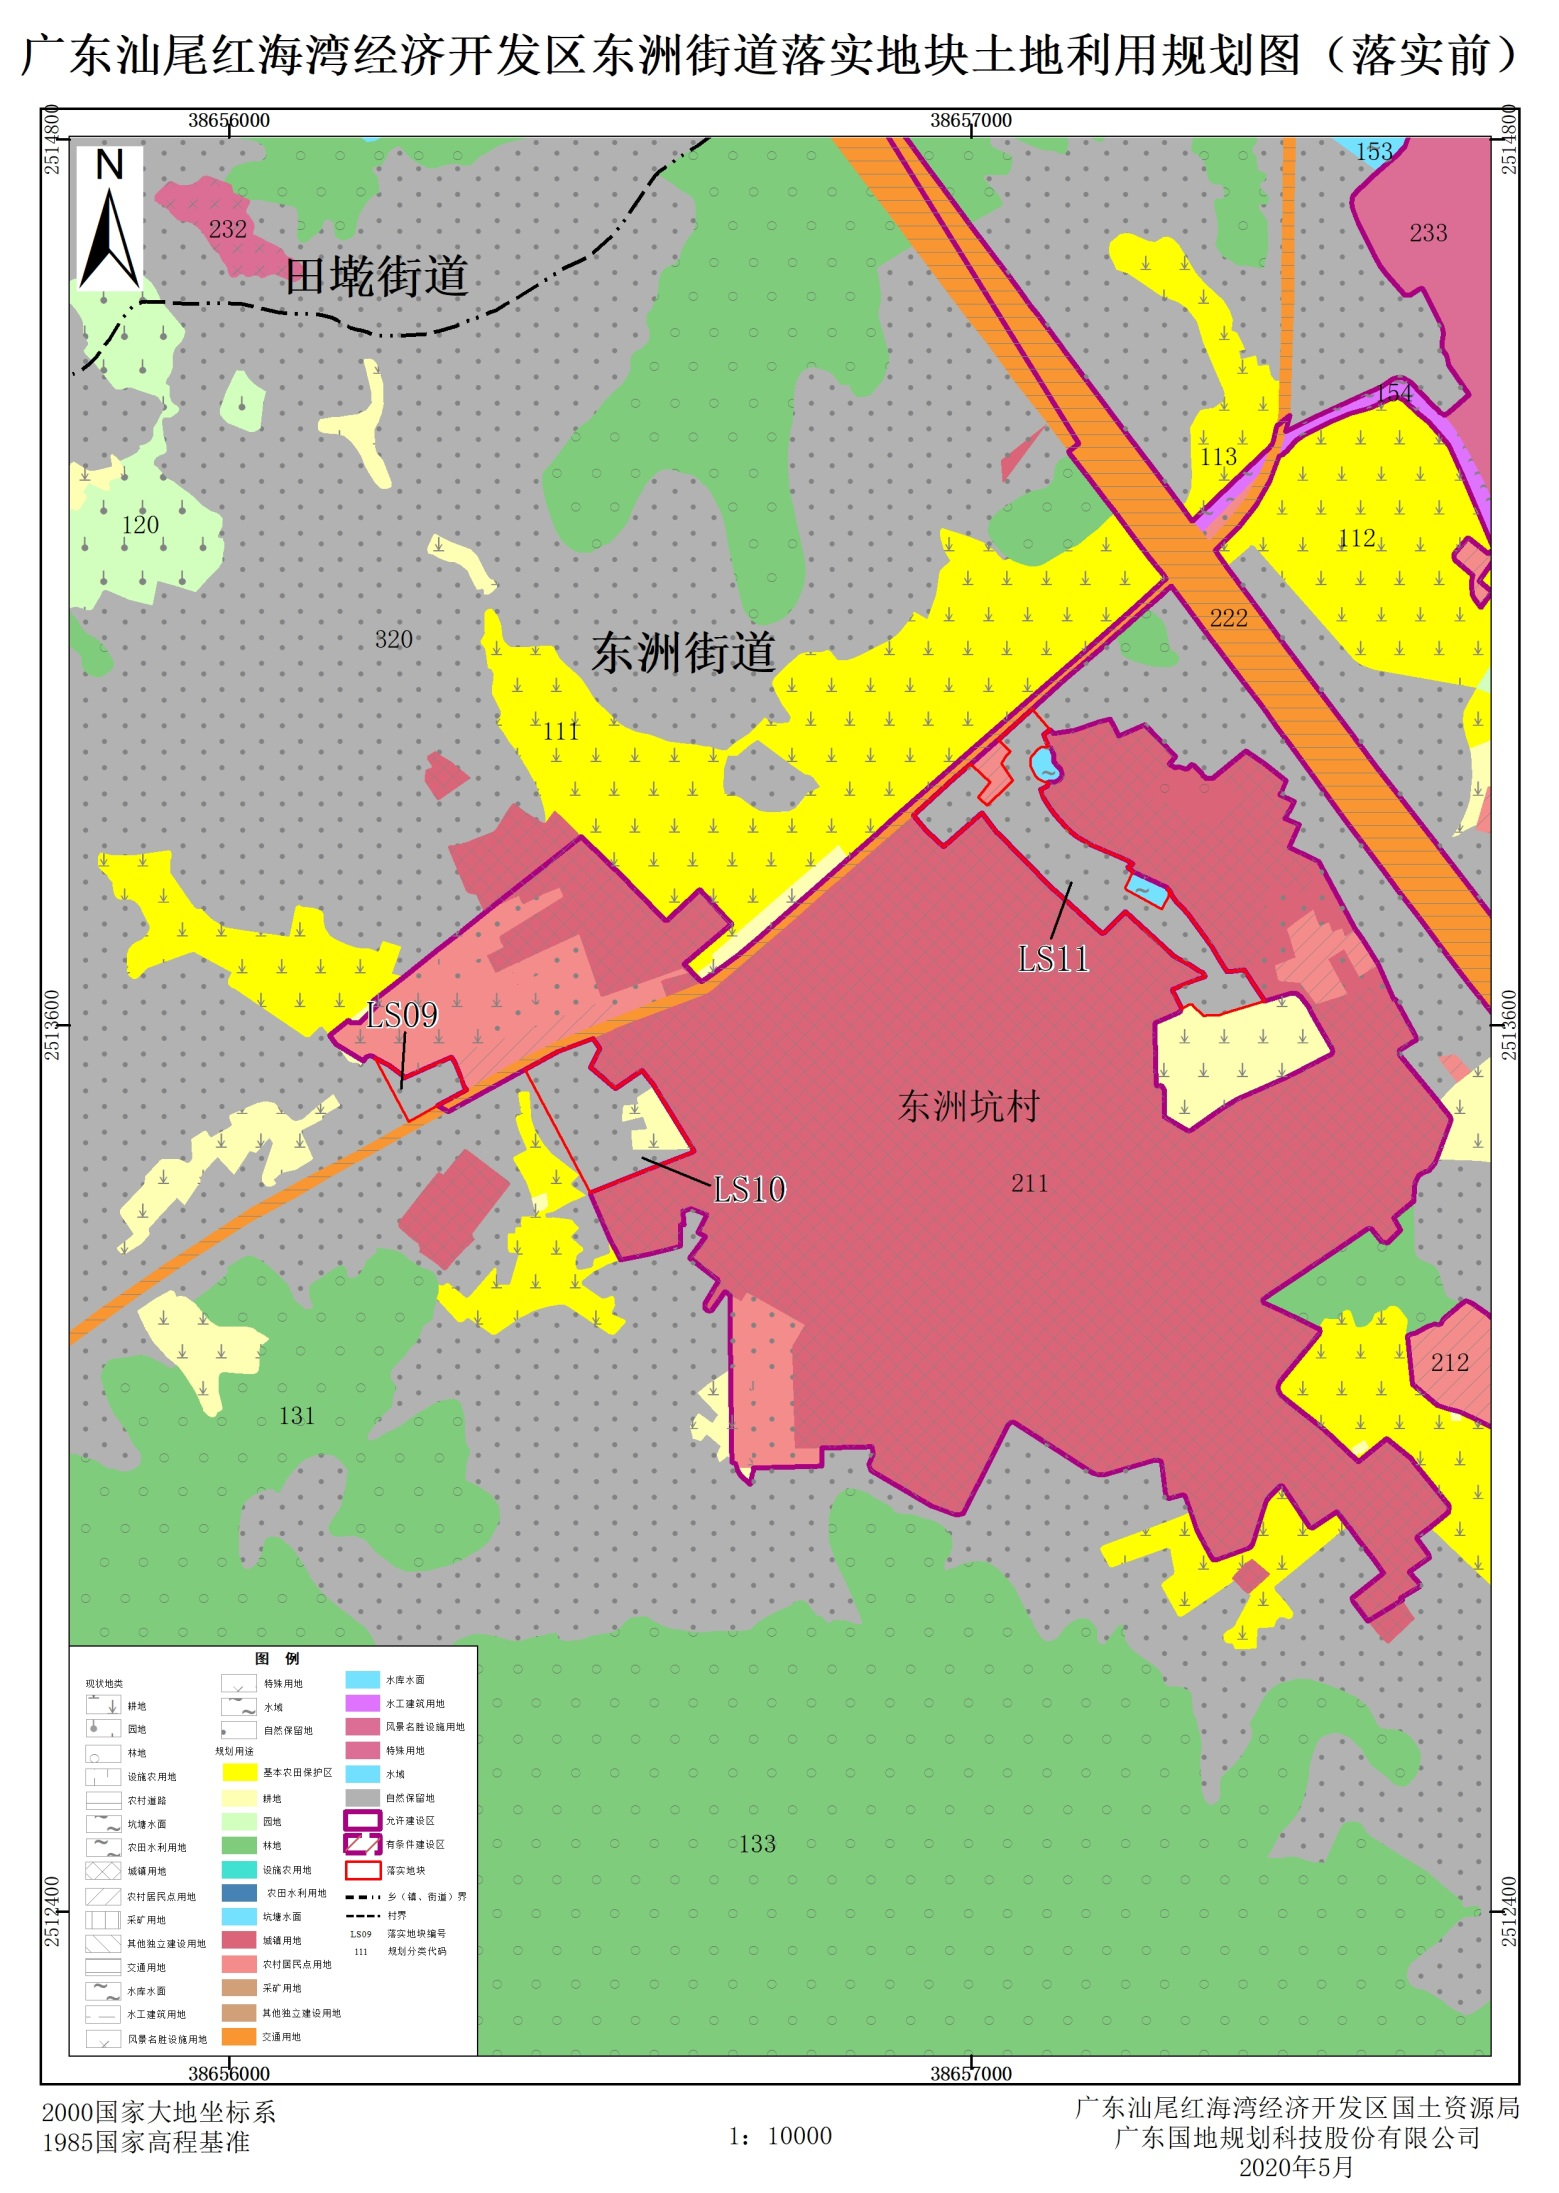 广东汕尾红海湾经济开发区东洲街道落实地块土地利用规划图（落实前）
38656000
38657000
2514800
2514800
N
153
232
233
田墘街道
154
113
120
112
222
320
东洲街道
111
LS11
2513600
2513600
LS09
东洲坑村
211
LS10
212
131
133
2512400
2512400
图 例
现状地类
耕地
园地
林地
设施农用地
农村道路
坑塘水面
农田水利用地
城镇用地
农村居民点用地
采矿用地
其他独立建设用地
交通用地
水库水面
水工建筑用地
风景名胜设施用地
特殊用地
水域
自然保留地
规划用途
基本农田保护区
耕地
园地
林地
设施农用地
农田水利用地
坑塘水面
城镇用地
农村居民点用地
采矿用地
其他独立建设用地
交通用地
水库水面
水工建筑用地
风景名胜设施用地
特殊用地
水域
自然保留地
允许建设区
有条件建设区
落实地块
乡（镇、街道）界
村界
LS09 落实地块编号
111 规划分类代码
38656000
38657000
2000国家大地坐标系
1985国家高程基准
1：10000
广东汕尾红海湾经济开发区国土资源局
广东国地规划科技股份有限公司
2020年5月